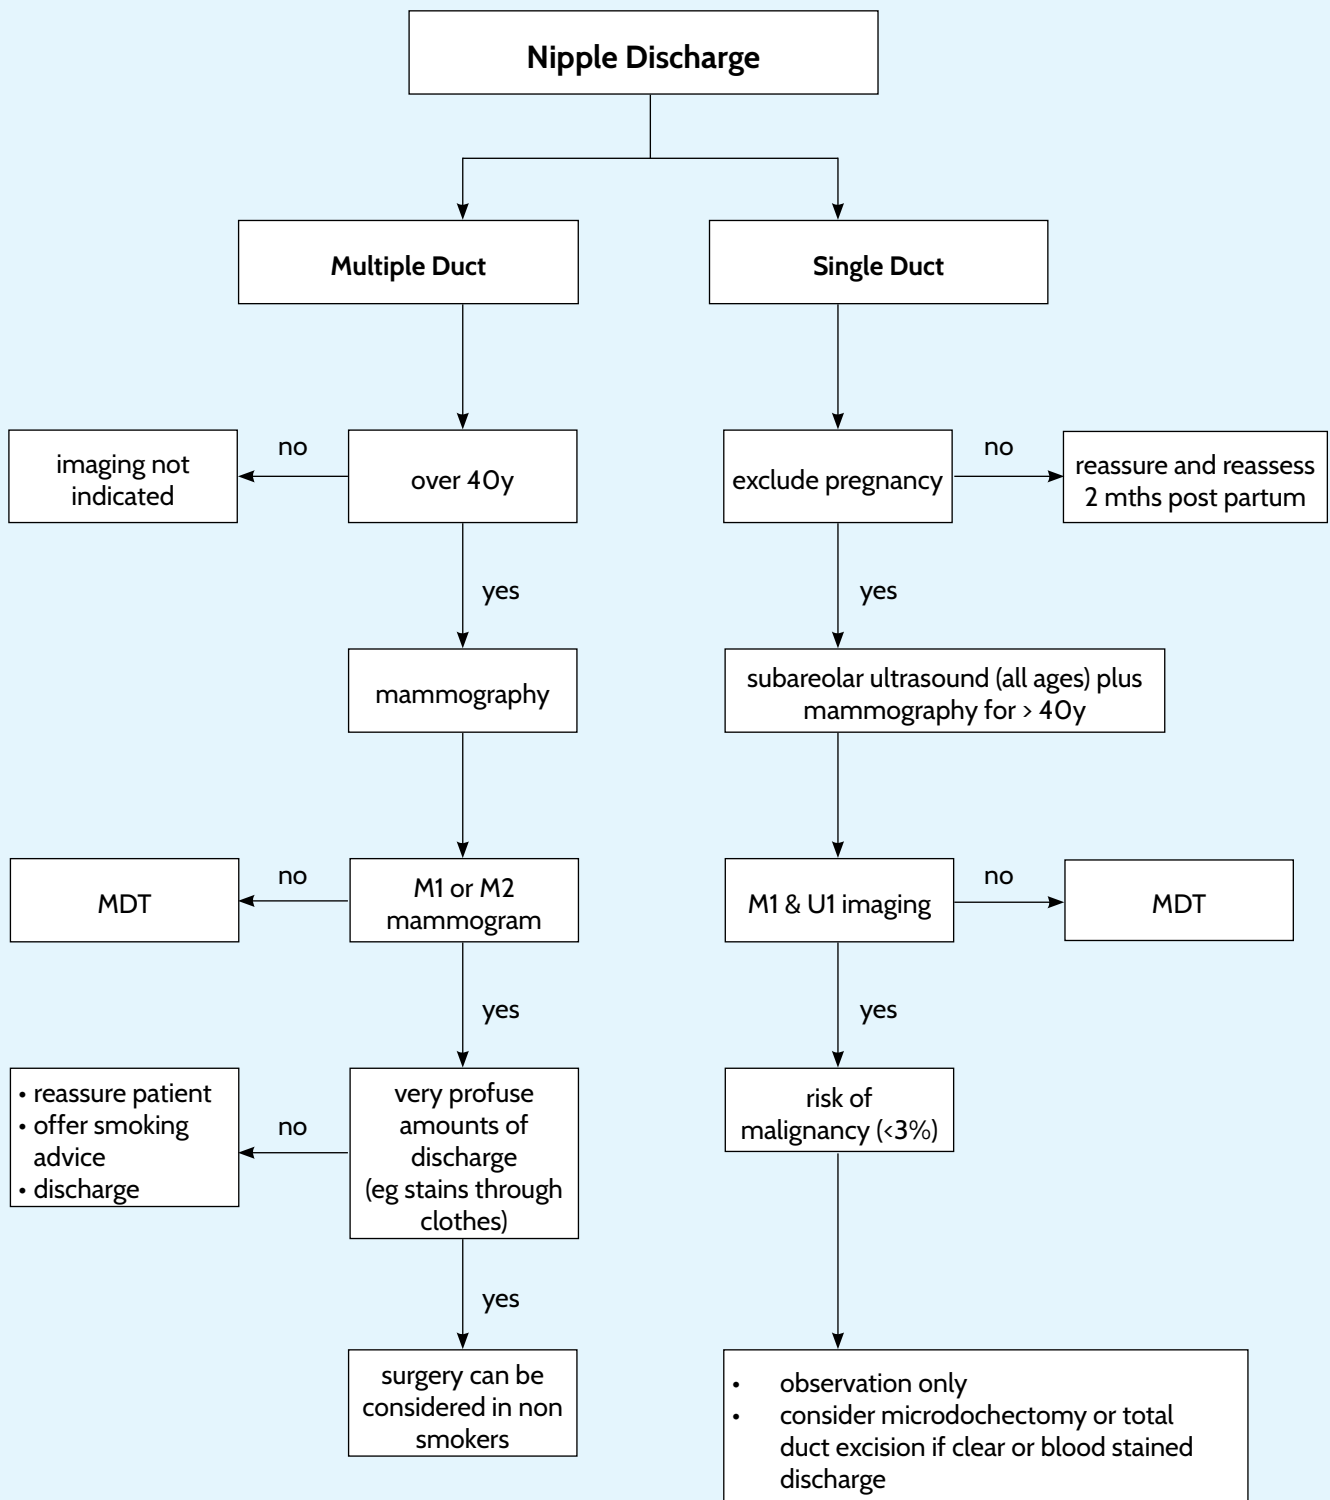 Nipple Discharge
Multiple Duct
Single Duct
imaging not
indicated
no
over 40y
exclude pregnancy
no
reassure and reassess
2 mths post partum
yes
yes
mammography
subareolar ultrasound (all ages) plus
mammography for > 40y
MDT
no
M1 or M2
mammogram
M1 & U1 imaging
no
MDT
yes
yes
• reassure patient
• offer smoking
advice
• discharge
no
very profuse
amounts of
discharge
(eg stains through
clothes)
risk of
malignancy (<3%)
yes
surgery can be
considered in non
smokers
• observation only
• consider microdochectomy or total
duct excision if clear or blood stained
discharge